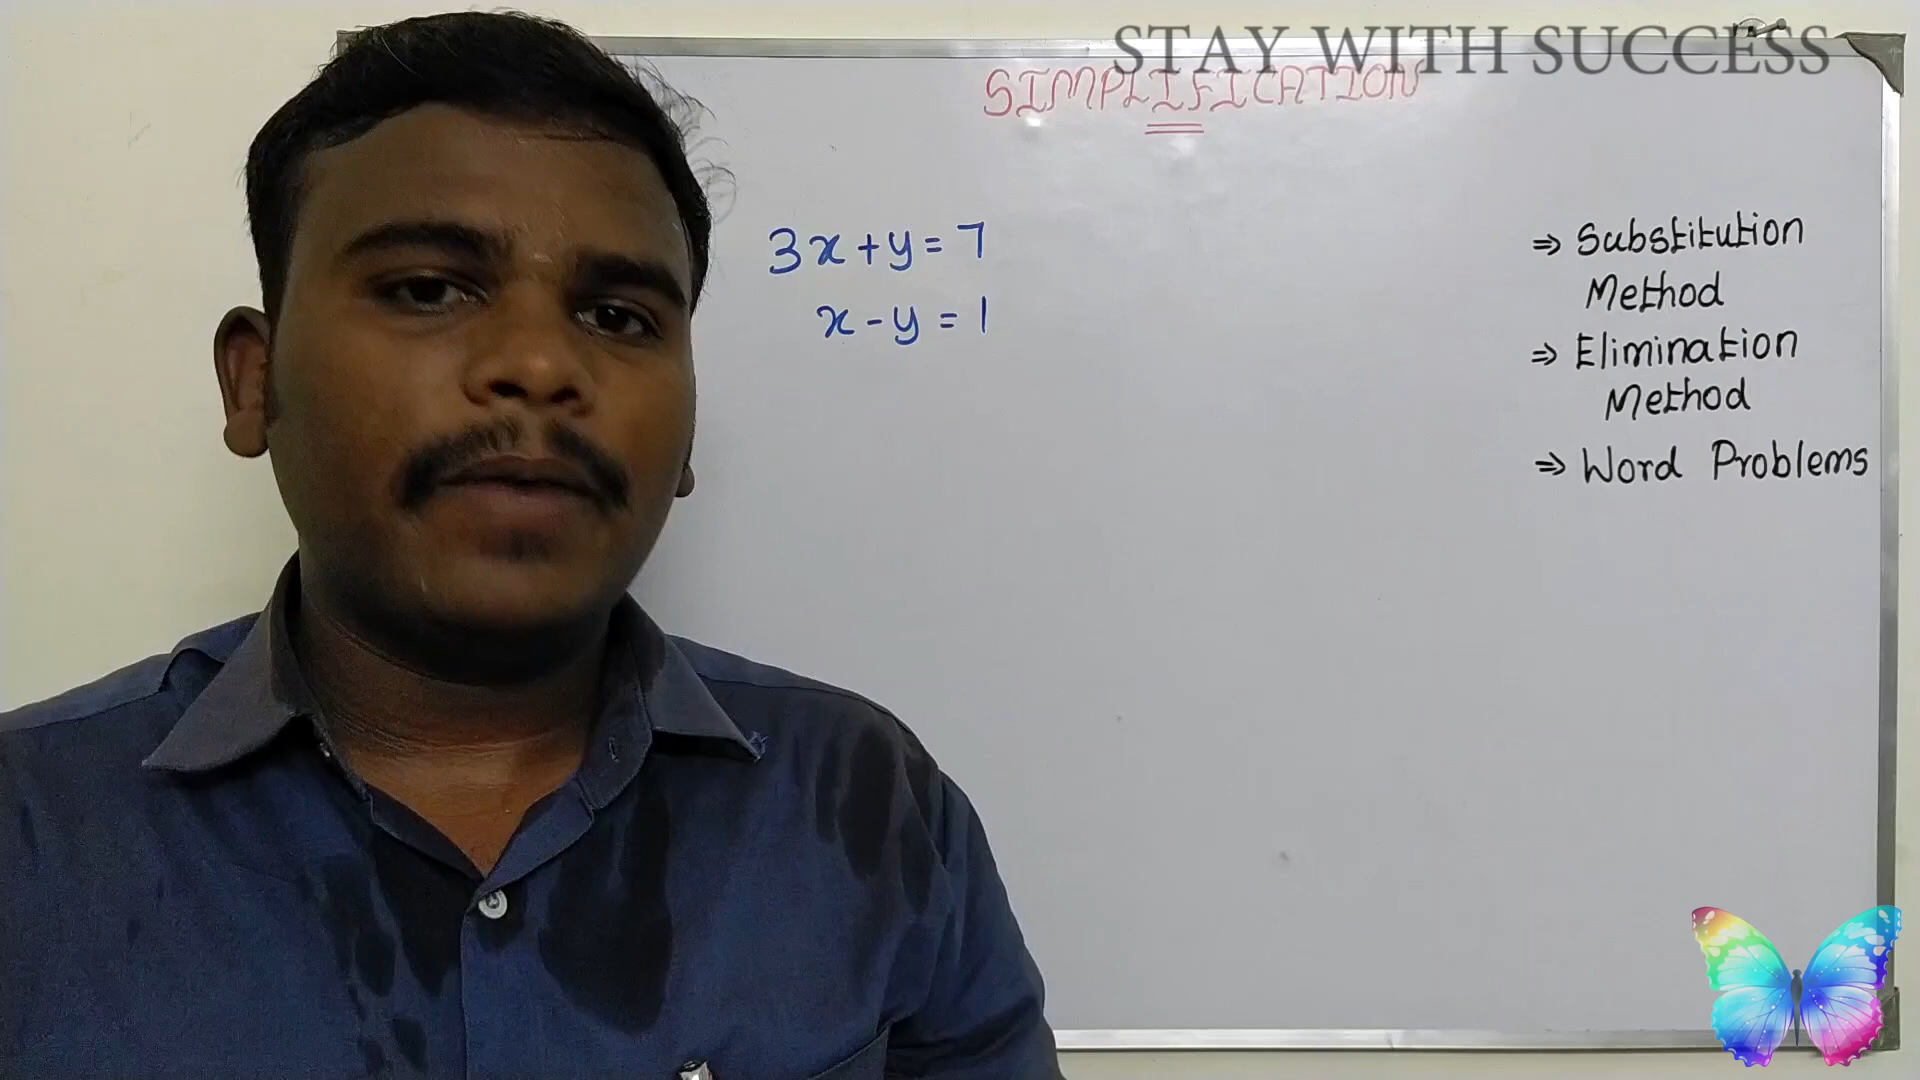 STAY WITH SUCCESS
SIMPLIFICATION
3x+y=7
x-y=1
⇒ Substitution
Method
⇒ Elimination
Method
⇒ Word Problems